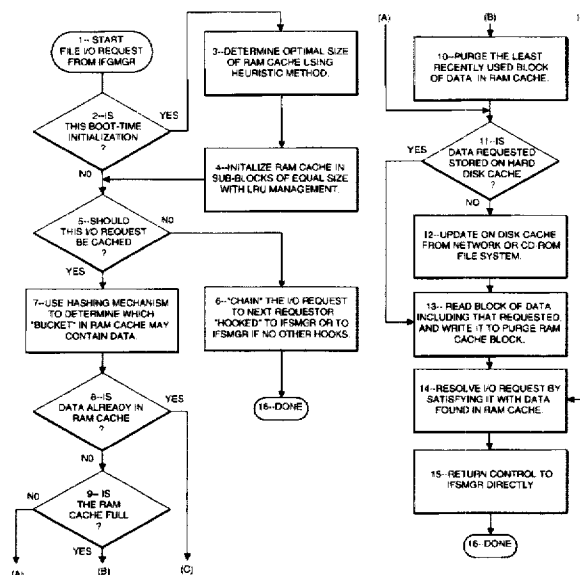 1--START
FILE I/O REQUEST
FROM IFGMGR
2--IS
THIS BOOT-TIME
INITIALIZATION
?
YES
NO
3--DETERMINE OPTIMAL SIZE
OF RAM CACHE USING
HEURISTIC METHOD.
4--INITALIZE RAM CACHE IN
SUB-BLOCKS OF EQUAL SIZE
WITH LRU MANAGEMENT.
5--SHOULD
THIS I/O REQUEST
BE CACHED
?
NO
YES
6--"CHAIN" THE I/O REQUEST
TO NEXT REQUESTOR
"HOOKED" TO IFSMGR OR TO
IFSMGR IF NO OTHER HOOKS.
16--DONE
7--USE HASHING MECHANISM
TO DETERMINE WHICH
"BUCKET" IN RAM CACHE MAY
CONTAIN DATA.
8--IS
DATA ALREADY IN
RAM CACHE
?
YES
NO
9--IS
THE RAM
CACHE FULL
?
NO
YES
(A)
(B)
(C)
(A)
(B)
10--PURGE THE LEAST
RECENTLY USED BLOCK
OF DATA IN RAM CACHE.
11--IS
DATA REQUESTED
STORED ON HARD
DISK CACHE
?
YES
NO
12--UPDATE ON DISK CACHE
FROM NETWORK OR CD ROM
FILE SYSTEM.
13--READ BLOCK OF DATA
INCLUDING THAT REQUESTED,
AND WRITE IT TO PURGE RAM
CACHE BLOCK.
14--RESOLVE I/O REQUEST BY
SATISFYING IT WITH DATA
FOUND IN RAM CACHE.
15--RETURN CONTROL TO
IFSMGR DIRECTLY
16--DONE